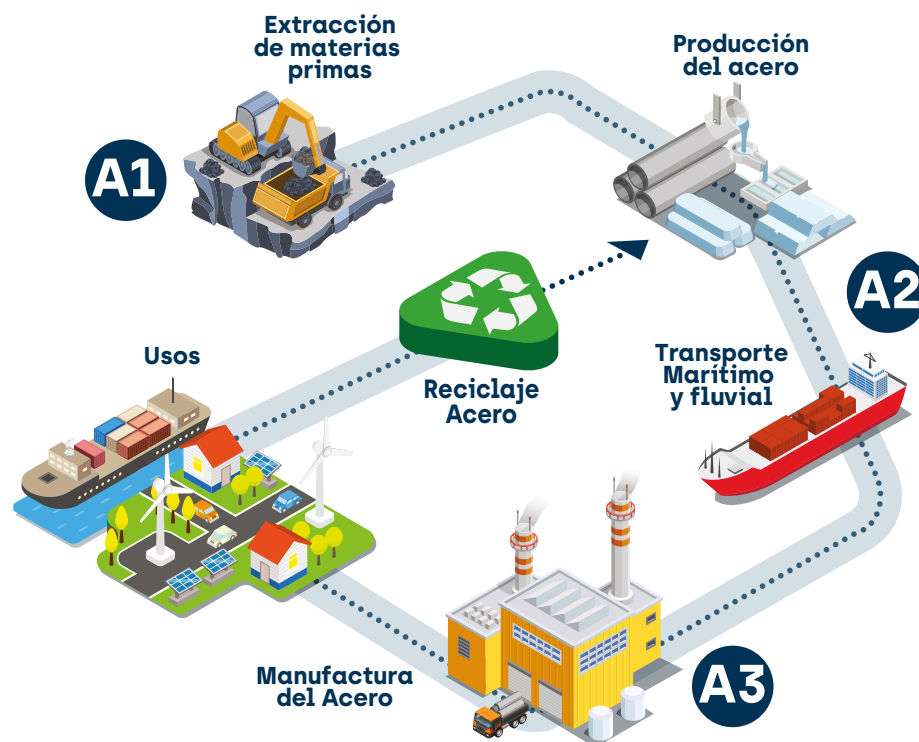 Extracción
de materias
primas
A1
Producción
del acero
A2
Transporte
Marítimo
y fluvial
A3
Manufactura
del Acero
Usos
Reciclaje
Acero